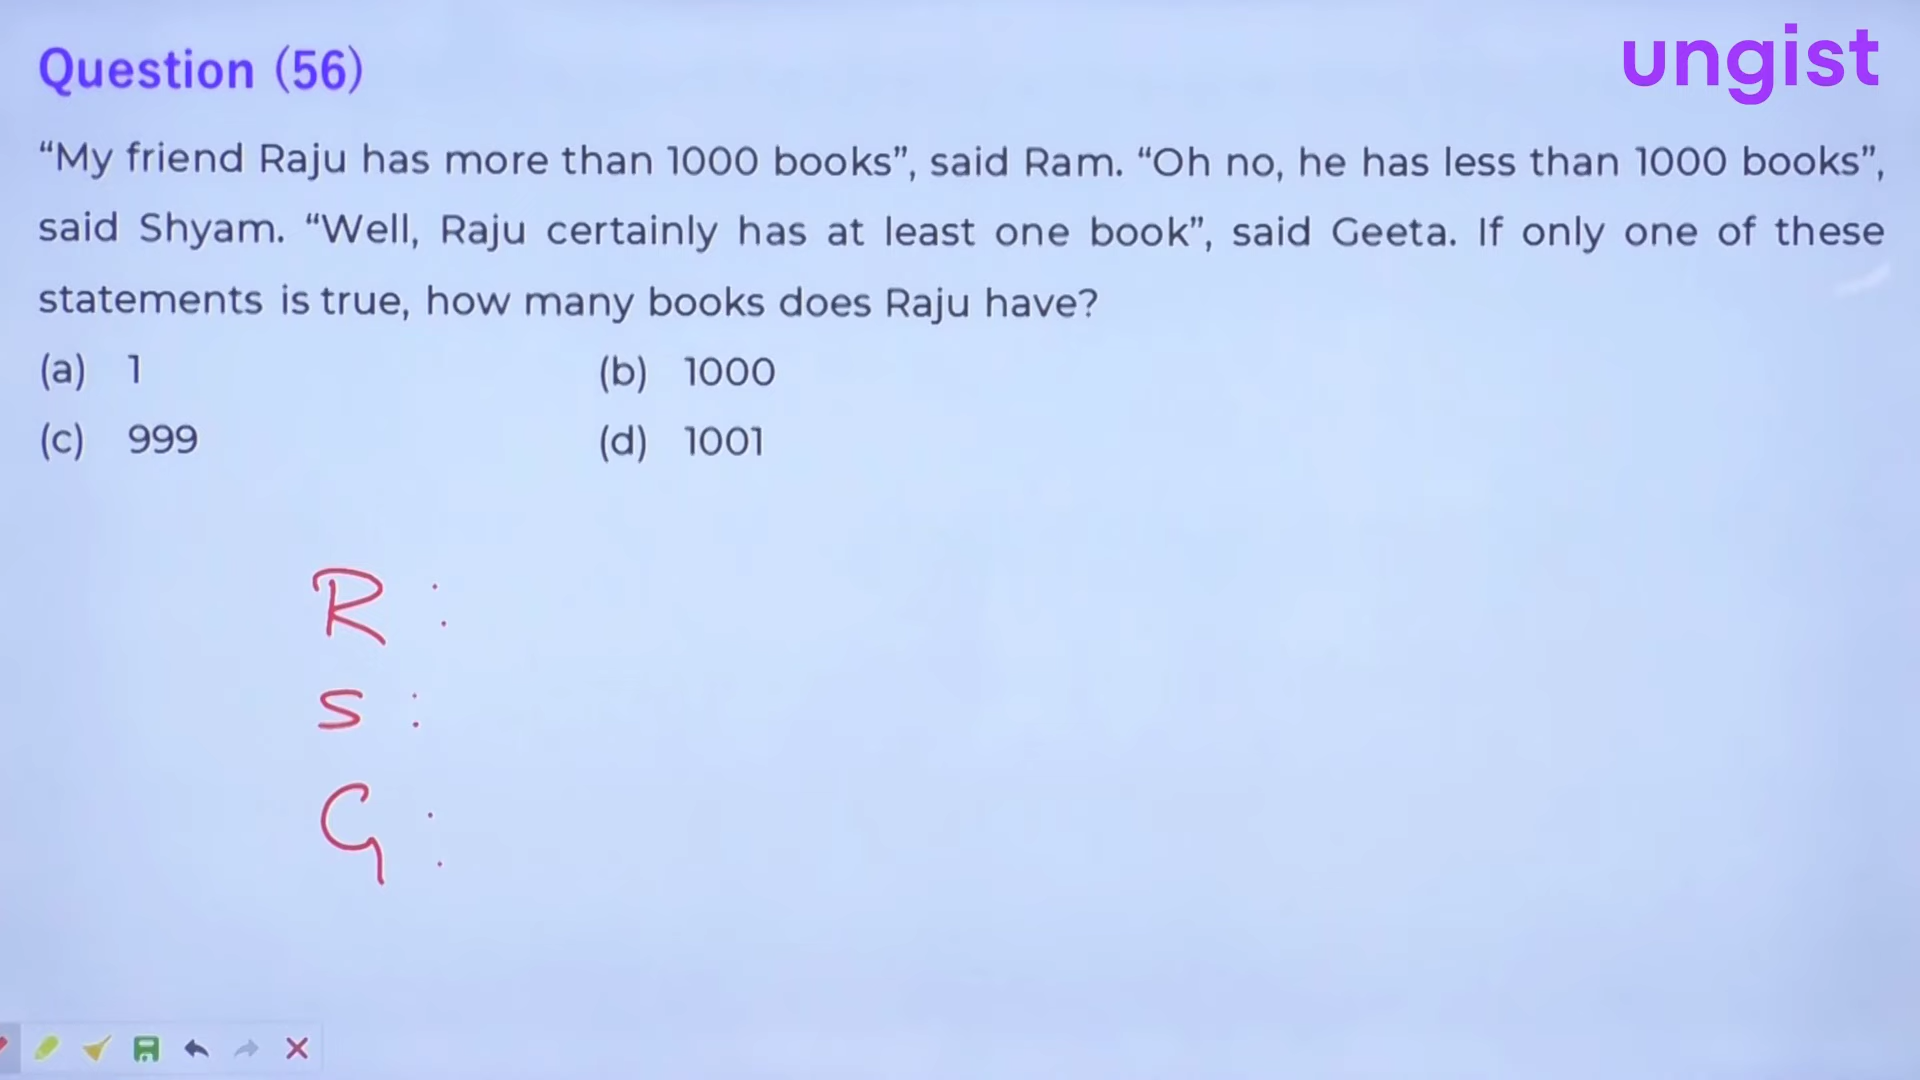 Question (56)
ungist
“My friend Raju has more than 1000 books”, said Ram. “Oh no, he has less than 1000 books”,
said Shyam. “Well, Raju certainly has at least one book”, said Geeta. If only one of these
statements is true, how many books does Raju have?
(a) 1 (b) 1000
(c) 999 (d) 1001
R :
S :
G :